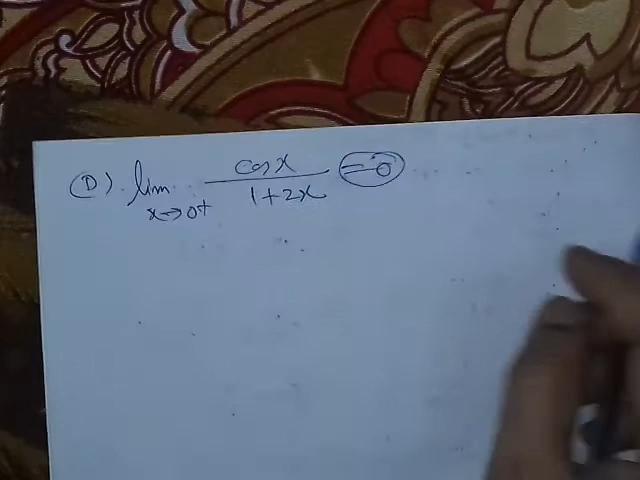 (D) lim x→0+ cos x / 1+2x = 0